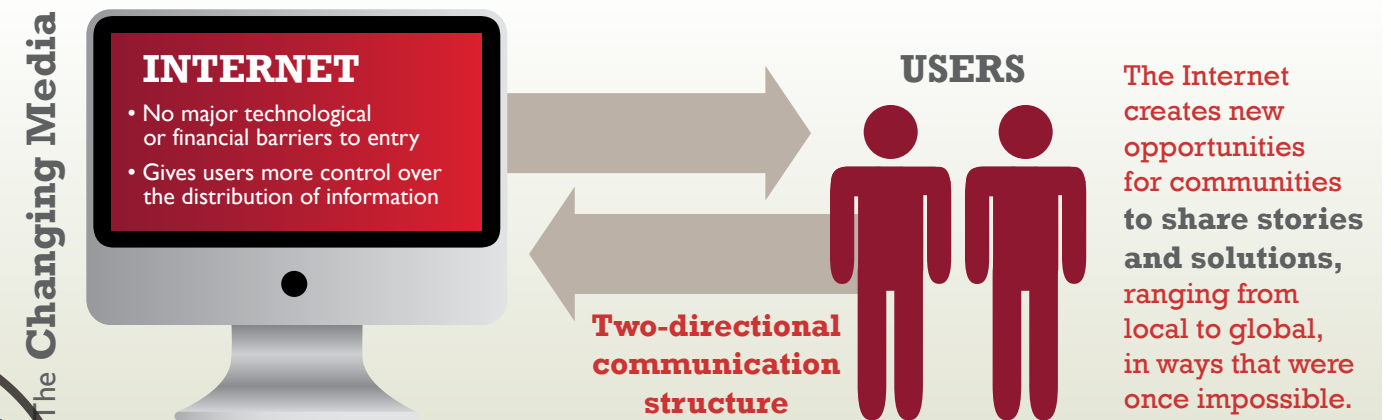 The Changing Media
INTERNET
• No major technological
or financial barriers to entry
• Gives users more control over
the distribution of information
USERS
Two-directional
communication
structure
The Internet
creates new
opportunities
for communities
to share stories
and solutions,
ranging from
local to global,
in ways that were
once impossible.